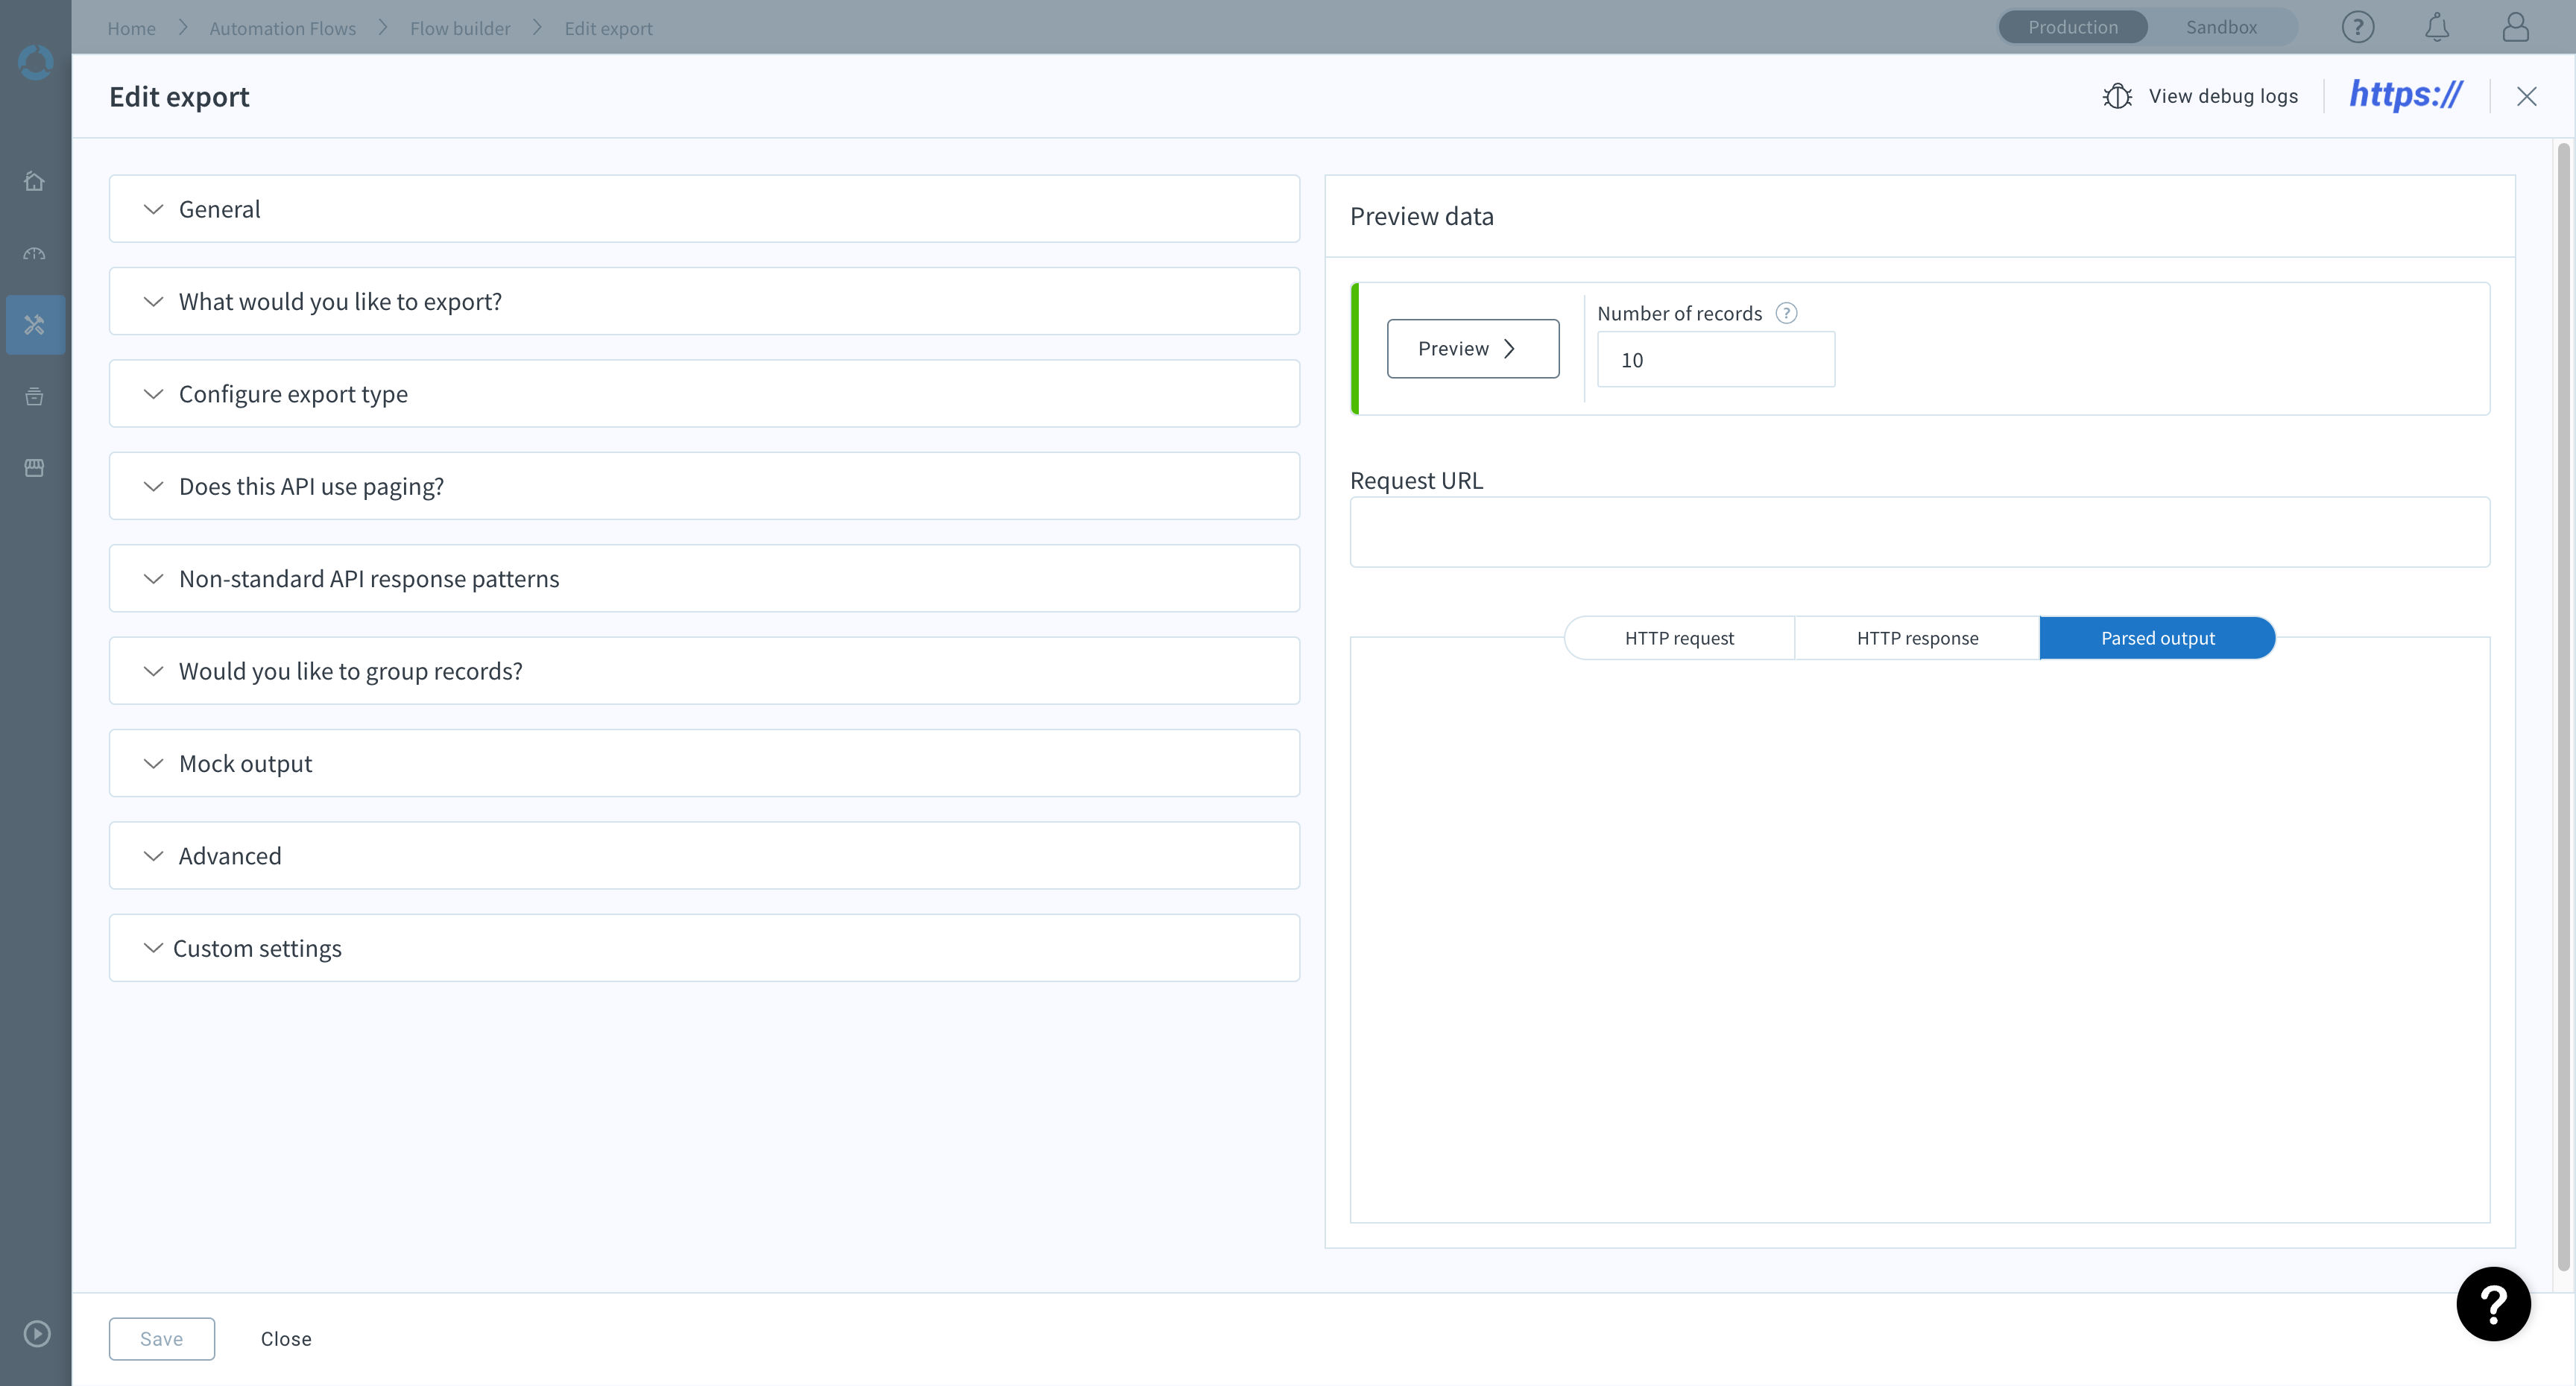 Home Automation Flows Flow builder Edit export Production Sandbox ?
Edit export View debug logs https://
General
What would you like to export?
Configure export type
Does this API use paging?
Non-standard API response patterns
Would you like to group records?
Mock output
Advanced
Custom settings
Preview data
Number of records ?
Preview
10
Request URL
HTTP request HTTP response Parsed output
Save Close
?